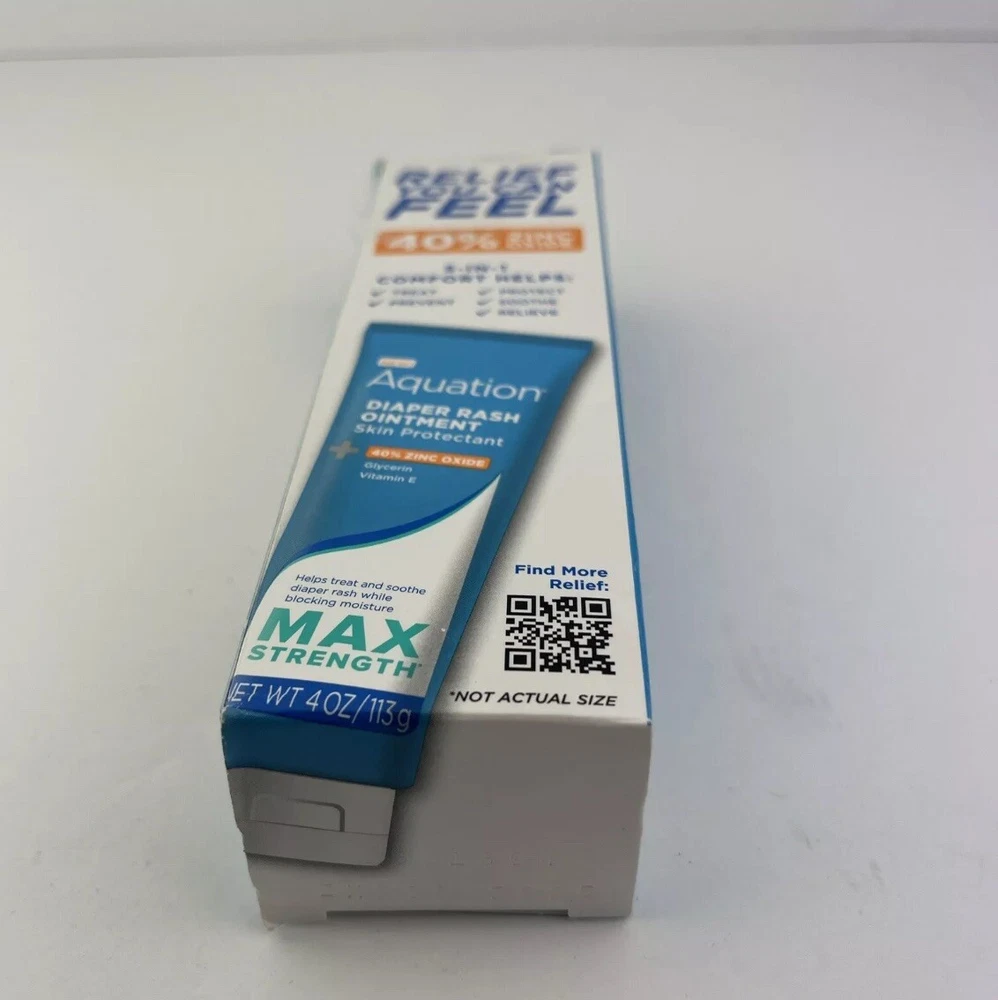 RELIEF
YOU CAN
FEEL
40% ZINC OXIDE
5-IN-1
COMFORT HELPS:
✓ TREAT
✓ PREVENT
✓ PROTECT
✓ SOOTHE
✓ RELIEVE
Aquation
DIAPER RASH
OINTMENT
Skin Protectant
+ 40% ZINC OXIDE
Glycerin
Vitamin E
Helps treat and soothe
diaper rash while
blocking moisture
MAX
STRENGTH*
NET WT 4 OZ/113g
Find More
Relief:
*NOT ACTUAL SIZE